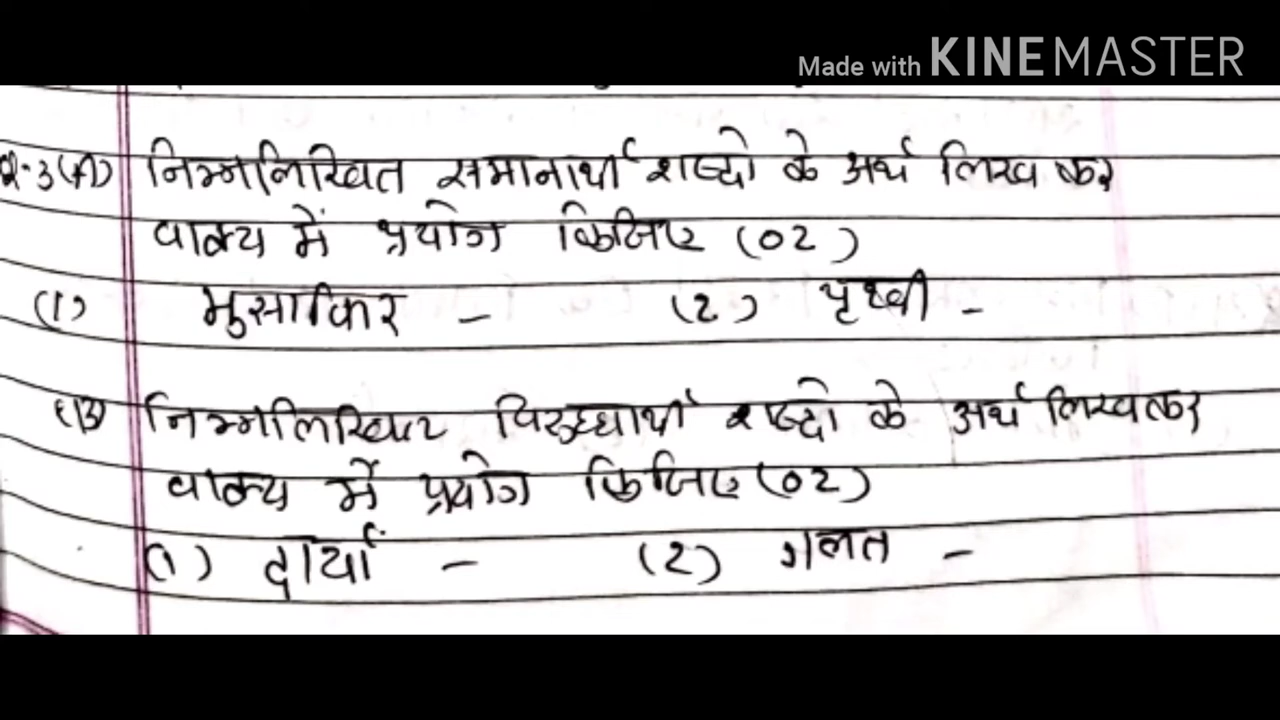 Made with KINEMASTER
प्र-3(A) निम्नलिखित समानार्थी शब्दो के अर्थ लिख कर
वाक्य में प्रयोग किजिए (02)
(1) मुसाफिर - (2) पृथ्वी -
(B) निम्नलिखित विरुध्धार्थी शब्दो के अर्थ लिखकर
वाक्य में प्रयोग किजिए (02)
(1) दायाँ - (2) गलत -